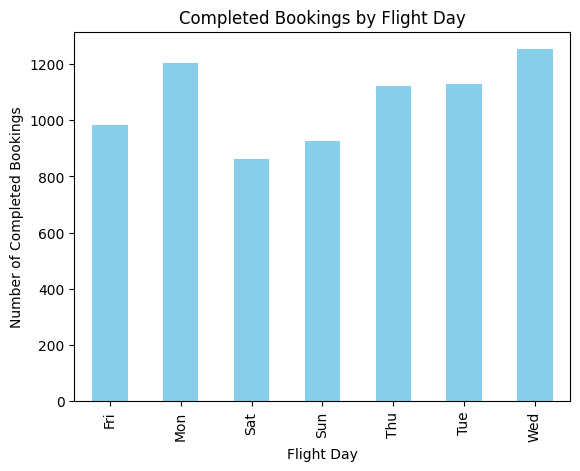 Completed Bookings by Flight Day
Number of Completed Bookings
1200
1000
800
600
400
200
0
Fri
Mon
Sat
Sun
Thu
Tue
Wed
Flight Day